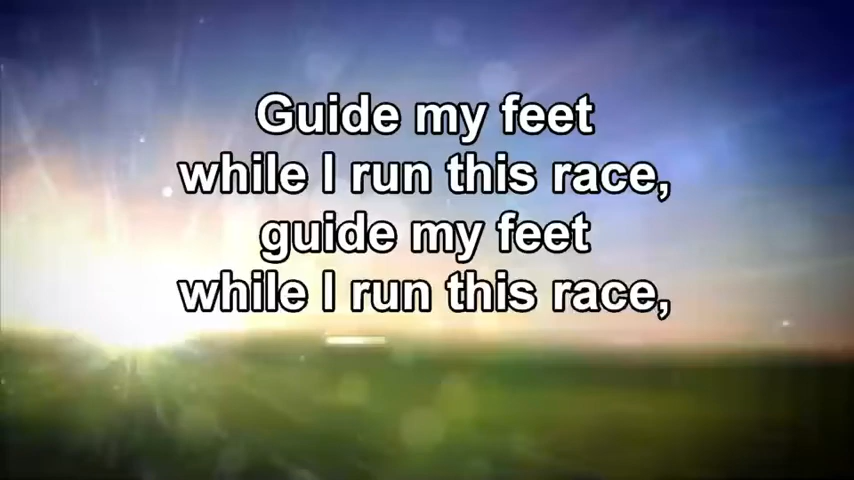 Guide my feet
while I run this race,
guide my feet
while I run this race,